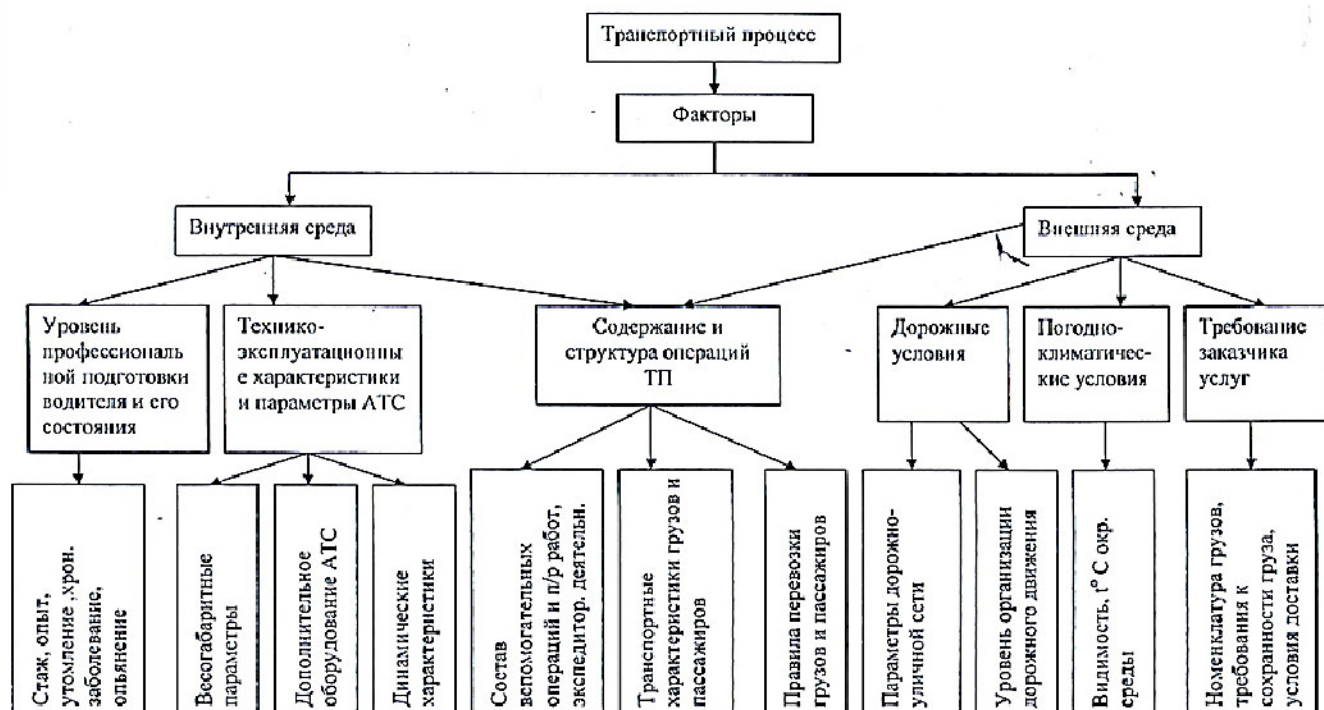 Транспортный процесс
Факторы
Внутренняя среда
Внешняя среда
Уровень
профессиональ
ной подготовки
водителя и его
состояния
Технико-
эксплуатационны
е характеристики
и параметры АТС
Содержание и
структура операций
ТП
Дорожные
условия
Погодно-
климатичес-
кие условия
Требование
заказчика
услуг
Стаж, опыт,
утомление ,хрон.
заболевание,
опьянение
Весогабаритные
параметры
Дополнительное
оборудование АТС
Динамические
характеристики
Состав
вспомогательных
операций и п/р работ,
экспедитор. деятельн.
Транспортные
характеристики грузов и
пассажиров
Правила перевозки
грузов и пассажиров
Параметры дорожно-
уличной сети
Уровень организации
дорожного движения
Видимость, t° C окр.
среды
Номенклатура грузов,
требования к
сохранности груза,
условия доставки